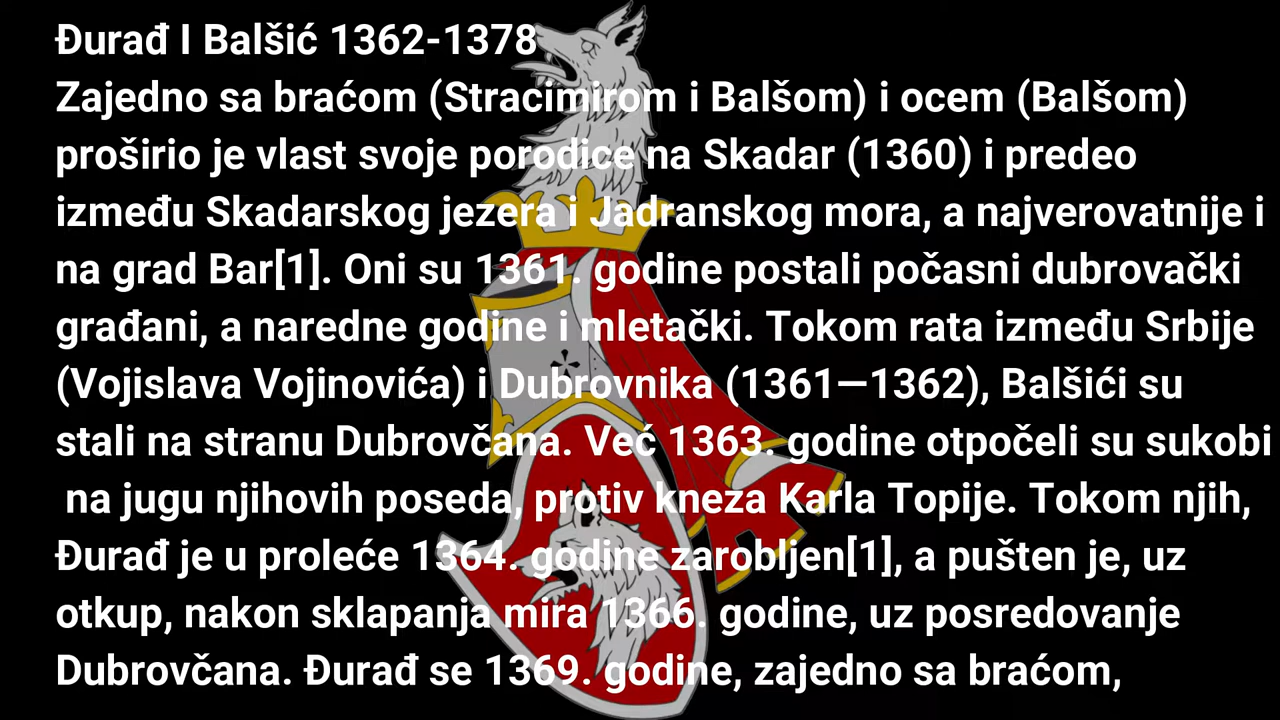 Đurađ I Balšić 1362-1378
Zajedno sa braćom (Stracimirom i Balšom) i ocem (Balšom)
proširio je vlast svoje porodice na Skadar (1360) i predeo
između Skadarskog jezera i Jadranskog mora, a najverovatnije i
na grad Bar[1]. Oni su 1361. godine postali počasni dubrovački
građani, a naredne godine i mletački. Tokom rata između Srbije
(Vojislava Vojinovića) i Dubrovnika (1361—1362), Balšići su
stali na stranu Dubrovčana. Već 1363. godine otpočeli su sukobi
na jugu njihovih poseda, protiv kneza Karla Topije. Tokom njih,
Đurađ je u proleće 1364. godine zarobljen[1], a pušten je, uz
otkup, nakon sklapanja mira 1366. godine, uz posredovanje
Dubrovčana. Đurađ se 1369. godine, zajedno sa braćom,